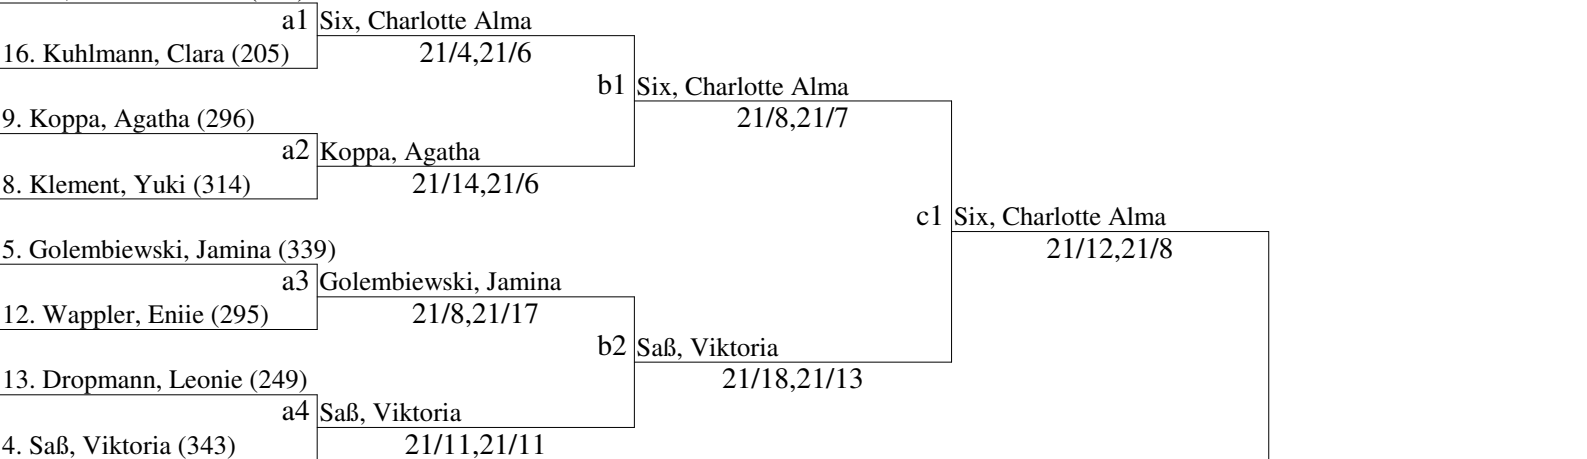 a1 Six, Charlotte Alma
16. Kuhlmann, Clara (205)
21/4,21/6
b1 Six, Charlotte Alma
21/8,21/7
9. Koppa, Agatha (296)
a2 Koppa, Agatha
8. Klement, Yuki (314)
21/14,21/6
c1 Six, Charlotte Alma
21/12,21/8
5. Golembiewski, Jamina (339)
a3 Golembiewski, Jamina
12. Wappler, Eniie (295)
21/8,21/17
b2 Saß, Viktoria
21/18,21/13
13. Dropmann, Leonie (249)
a4 Saß, Viktoria
4. Saß, Viktoria (343)
21/11,21/11